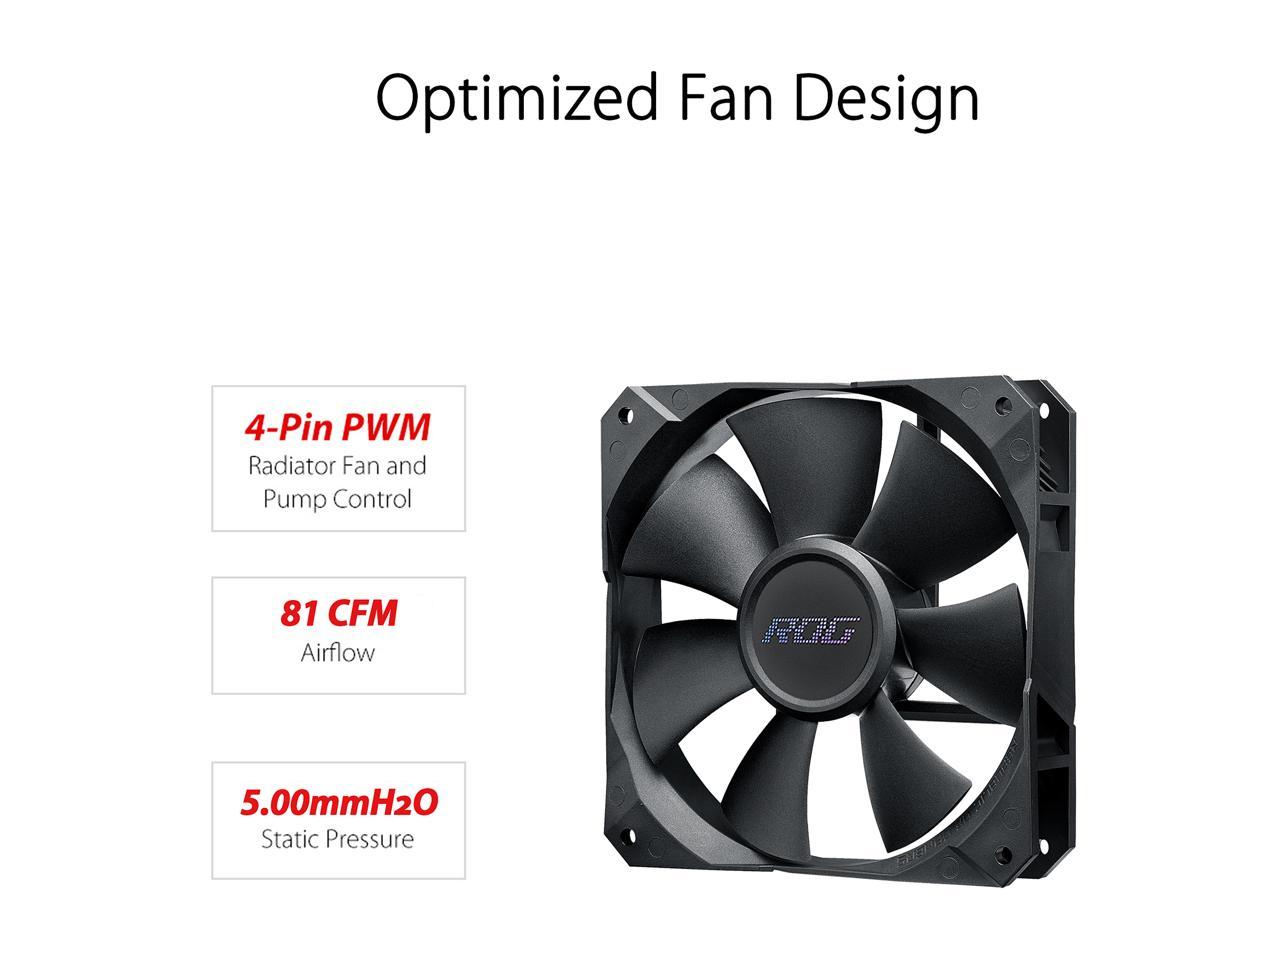 Optimized Fan Design
4-Pin PWM
Radiator Fan and
Pump Control
81 CFM
Airflow
5.00mmH2O
Static Pressure
ROG